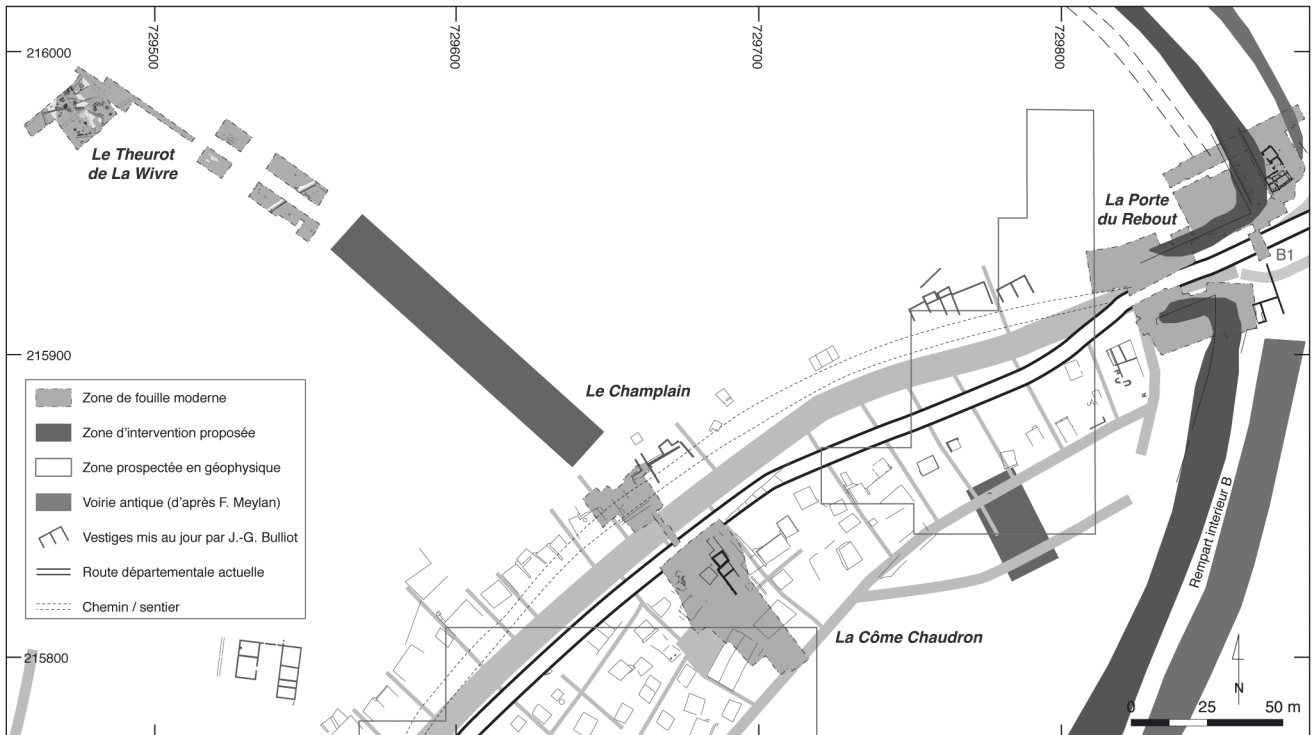 729500
729600
729700
729800
216000
215900
215800
Le Theurot
de La Wivre
La Porte
du Rebout
B1
Le Champlain
Zone de fouille moderne
Zone d'intervention proposée
Zone prospectée en géophysique
Voirie antique (d'après F. Meylan)
Vestiges mis au jour par J.-G. Bulliot
Route départementale actuelle
Chemin / sentier
Rempart interieur B
La Côme Chaudron
N
0
25
50 m